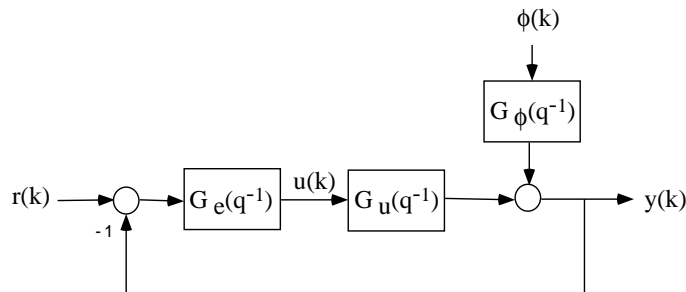 ϕ(k)
G ϕ(q⁻¹)
r(k)
G e(q⁻¹)
u(k)
G u(q⁻¹)
y(k)
-1